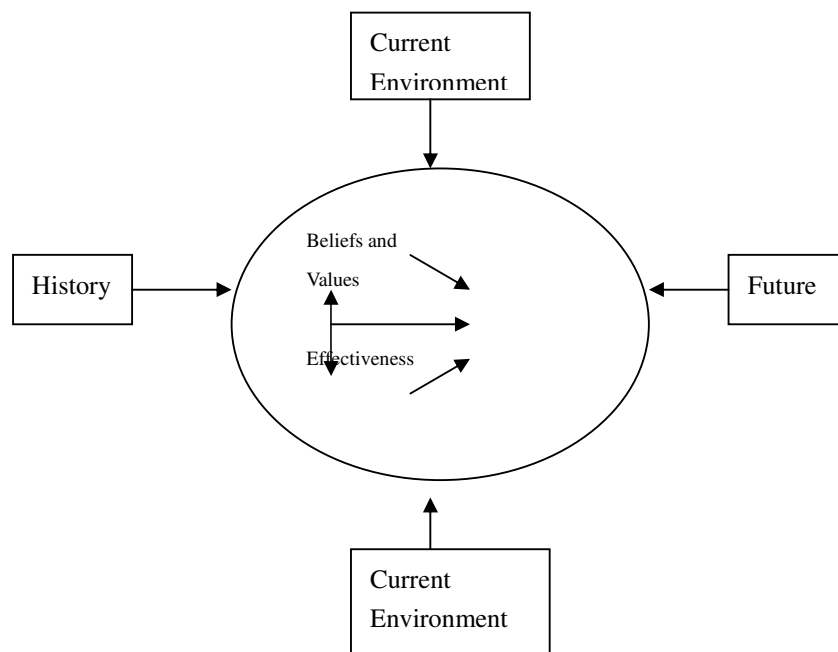 Current
Environment
Beliefs and
History
Values
Future
Effectiveness
Current
Environment